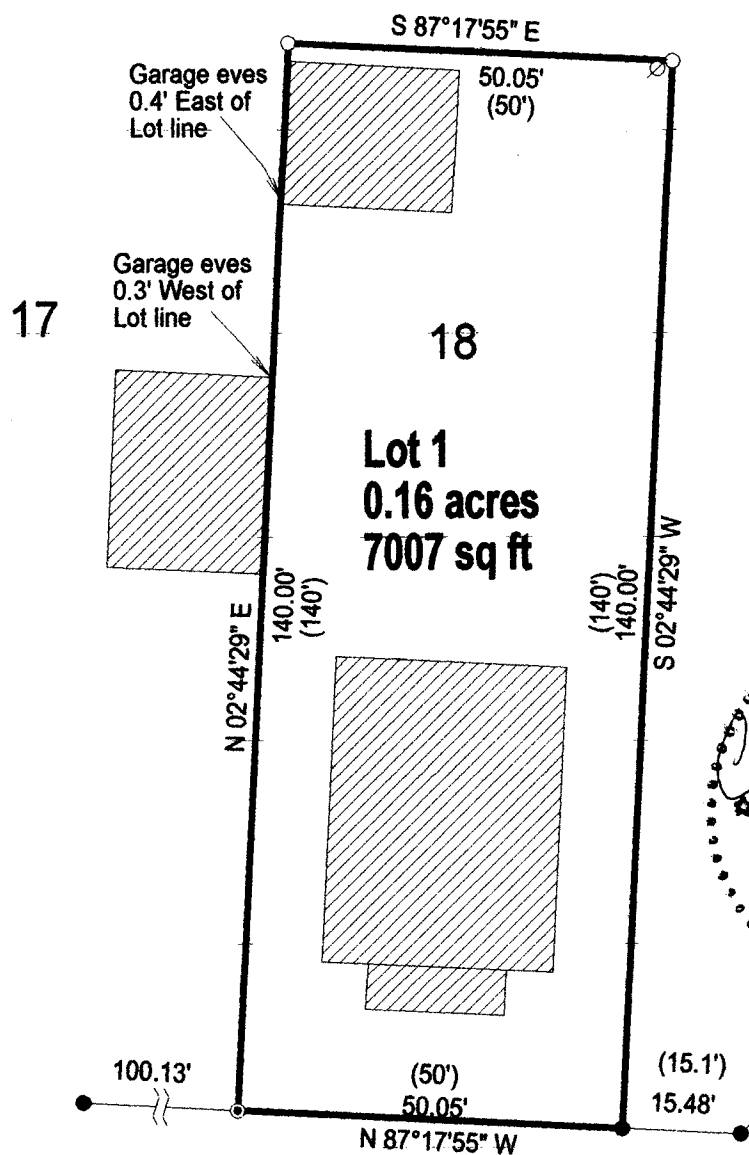 S 87°17'55" E
50.05'
(50')
Garage eves
0.4' East of
Lot line
Garage eves
0.3' West of
Lot line
17
18
Lot 1
0.16 acres
7007 sq ft
N 02°44'29" E
140.00'
(140')
(140')
140.00'
S 02°44'29" W
100.13'
(50')
50.05'
N 87°17'55" W
(15.1')
15.48'